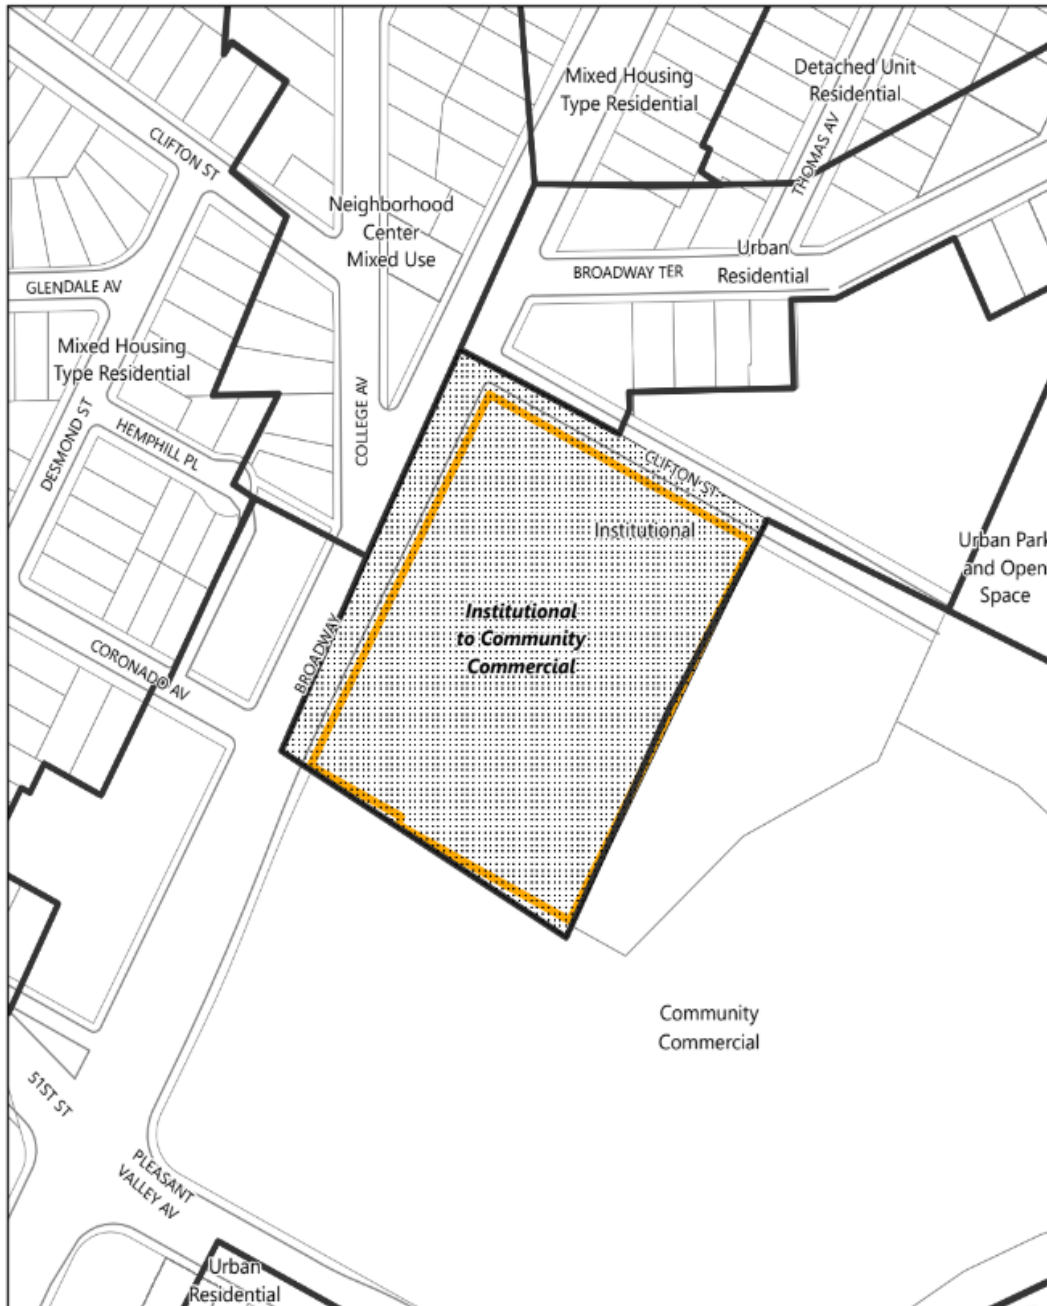 Mixed Housing
Type Residential
Detached Unit
Residential
THOMAS AV
CLIFTON ST
Neighborhood
Center
Mixed Use
Urban
Residential
BROADWAY TER
GLENDALE AV
Mixed Housing
Type Residential
COLLEGE AV
DESMOND ST
HEMPHILL PL
CLIFTON ST
Institutional
Urban Park
and Open
Space
Institutional
to Community
Commercial
BROADWAY
CORONADO AV
Community
Commercial
51ST ST
PLEASANT
VALLEY AV
Urban
Residential